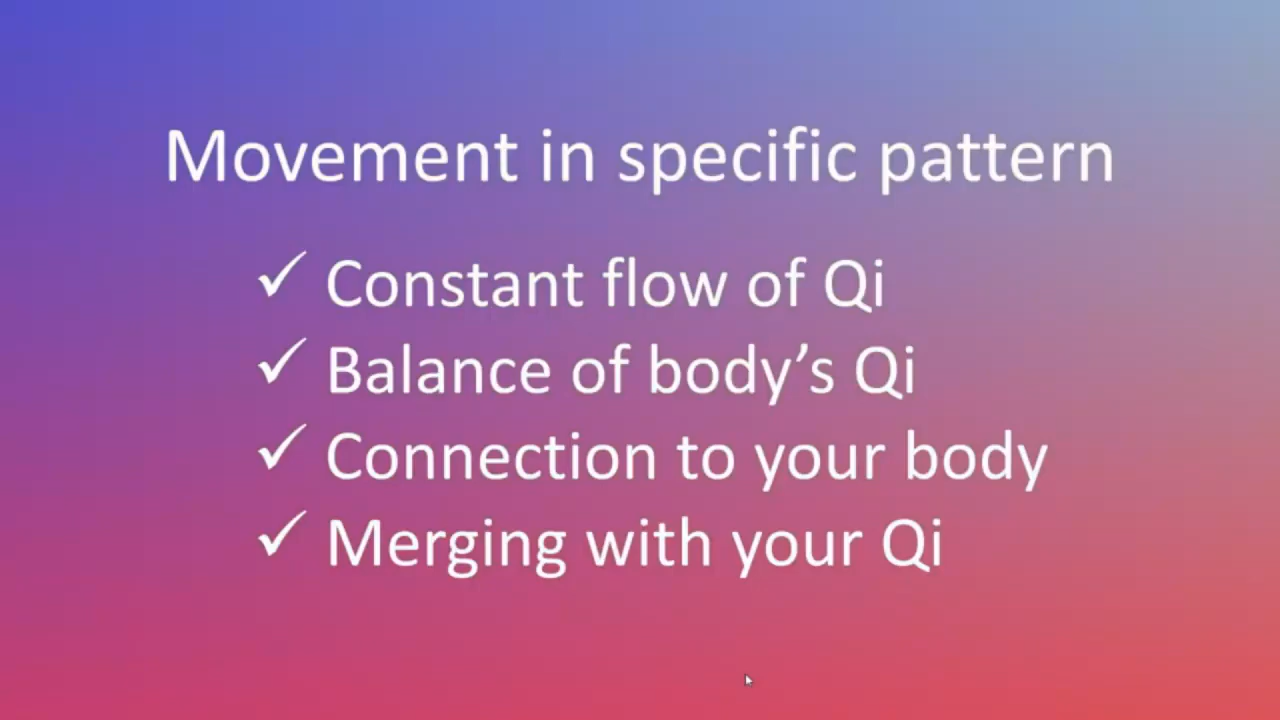 Movement in specific pattern
✓ Constant flow of Qi
✓ Balance of body’s Qi
✓ Connection to your body
✓ Merging with your Qi